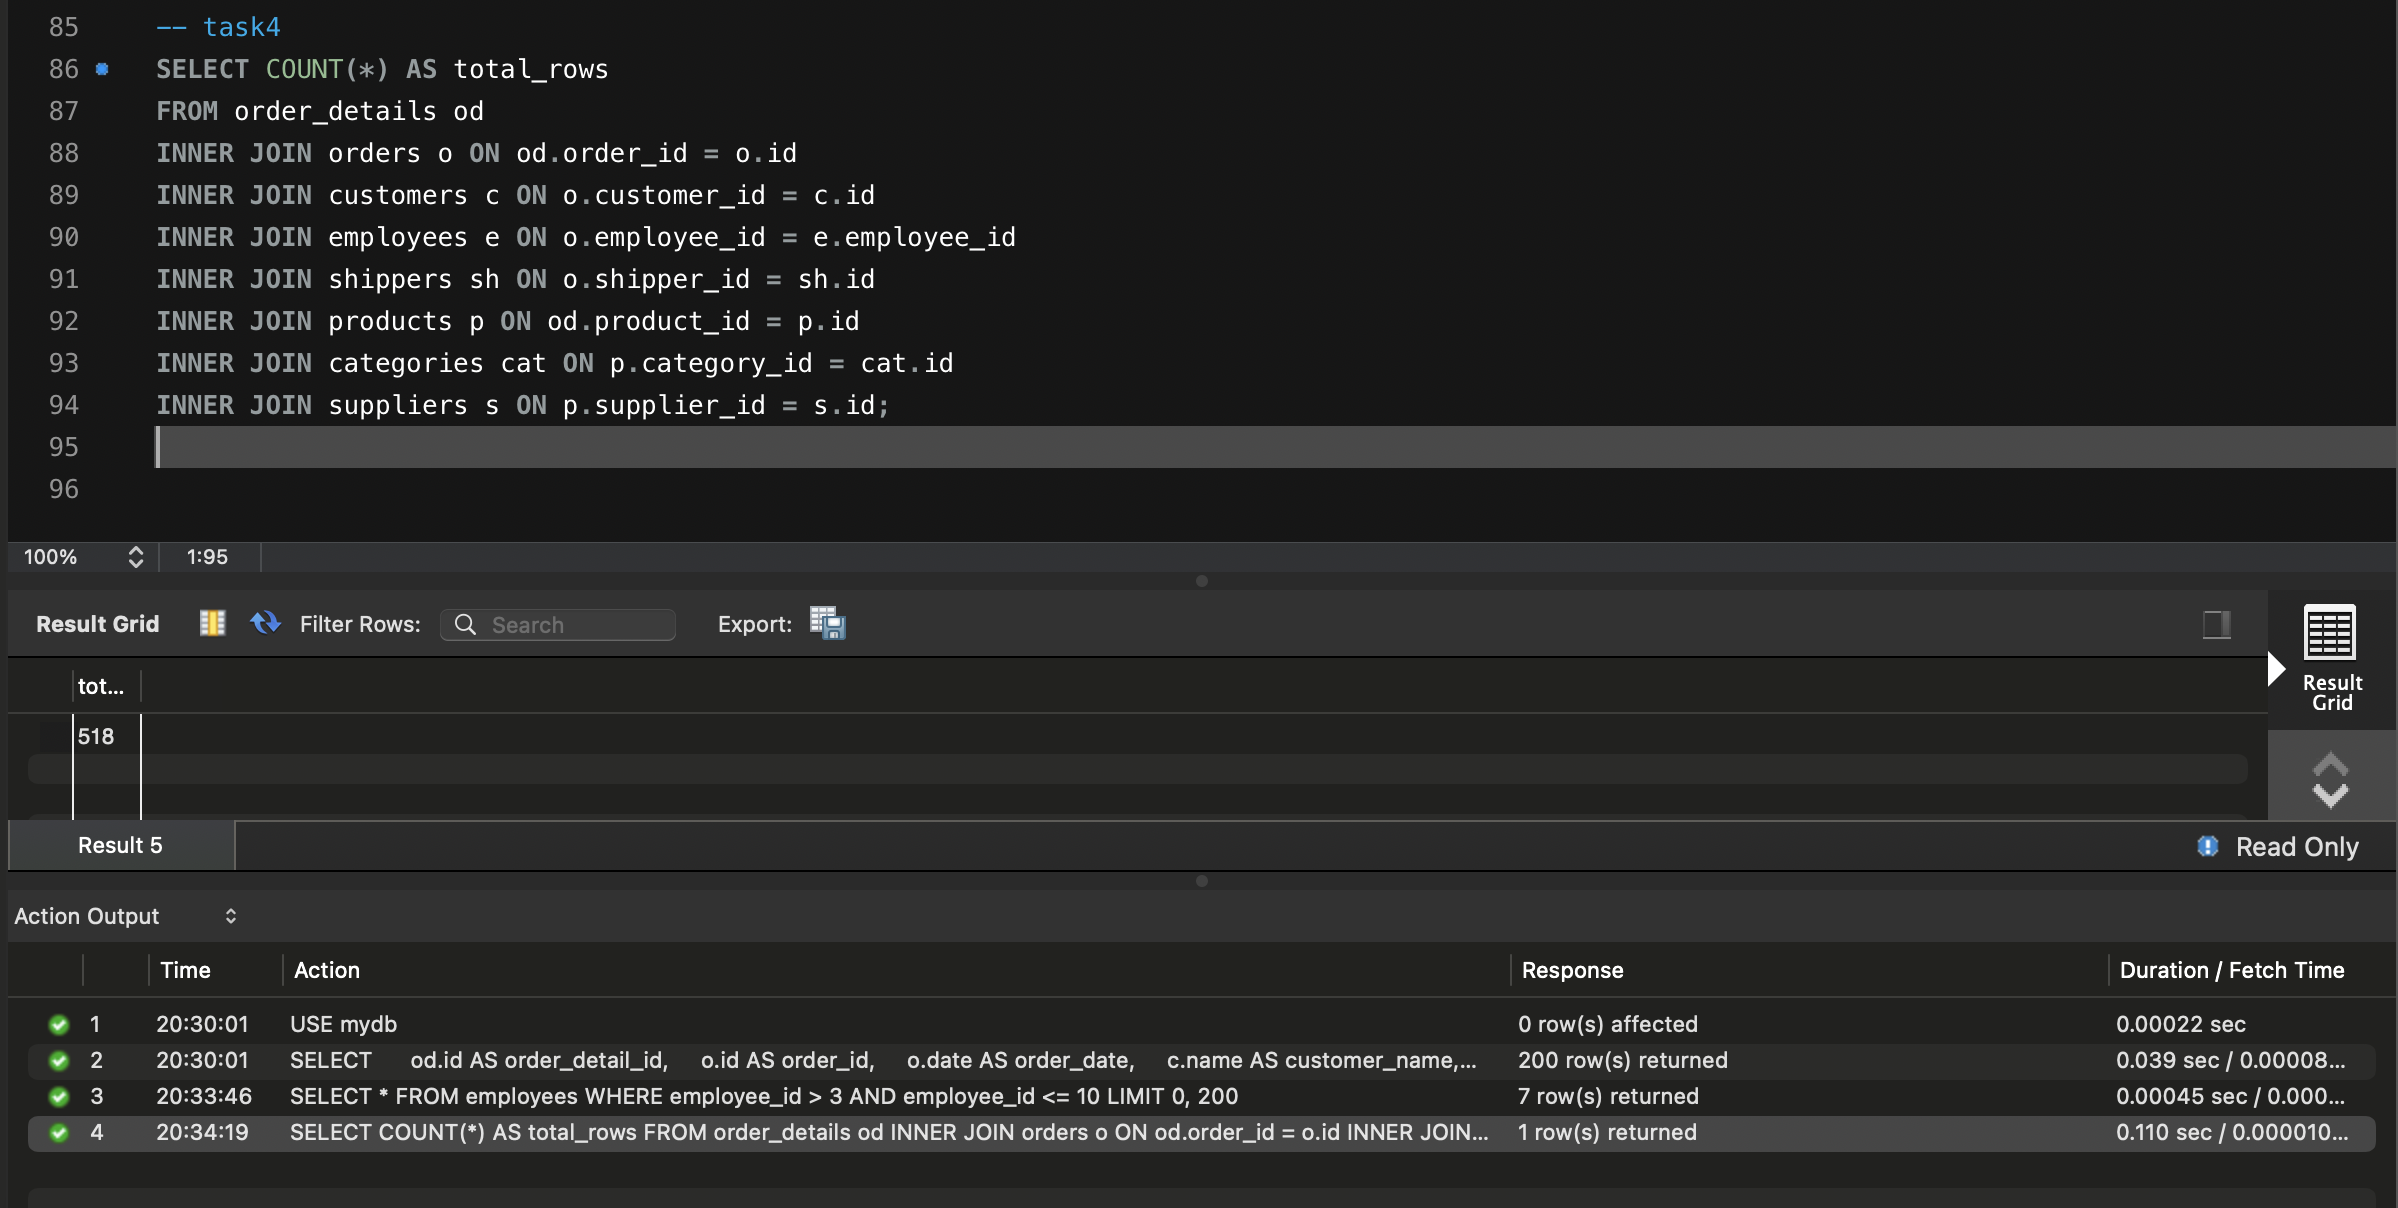 85 -- task4
86 SELECT COUNT(*) AS total_rows
87 FROM order_details od
88 INNER JOIN orders o ON od.order_id = o.id
89 INNER JOIN customers c ON o.customer_id = c.id
90 INNER JOIN employees e ON o.employee_id = e.employee_id
91 INNER JOIN shippers sh ON o.shipper_id = sh.id
92 INNER JOIN products p ON od.product_id = p.id
93 INNER JOIN categories cat ON p.category_id = cat.id
94 INNER JOIN suppliers s ON p.supplier_id = s.id;
95
96
100% 1:95
Result Grid Filter Rows: Search Export:
Result
Grid
tot...
518
Result 5 Read Only
Action Output
Time Action Response Duration / Fetch Time
1 20:30:01 USE mydb 0 row(s) affected 0.00022 sec
2 20:30:01 SELECT od.id AS order_detail_id, o.id AS order_id, o.date AS order_date, c.name AS customer_name,... 200 row(s) returned 0.039 sec / 0.00008...
3 20:33:46 SELECT * FROM employees WHERE employee_id > 3 AND employee_id <= 10 LIMIT 0, 200 7 row(s) returned 0.00045 sec / 0.000...
4 20:34:19 SELECT COUNT(*) AS total_rows FROM order_details od INNER JOIN orders o ON od.order_id = o.id INNER JOIN... 1 row(s) returned 0.110 sec / 0.000010...